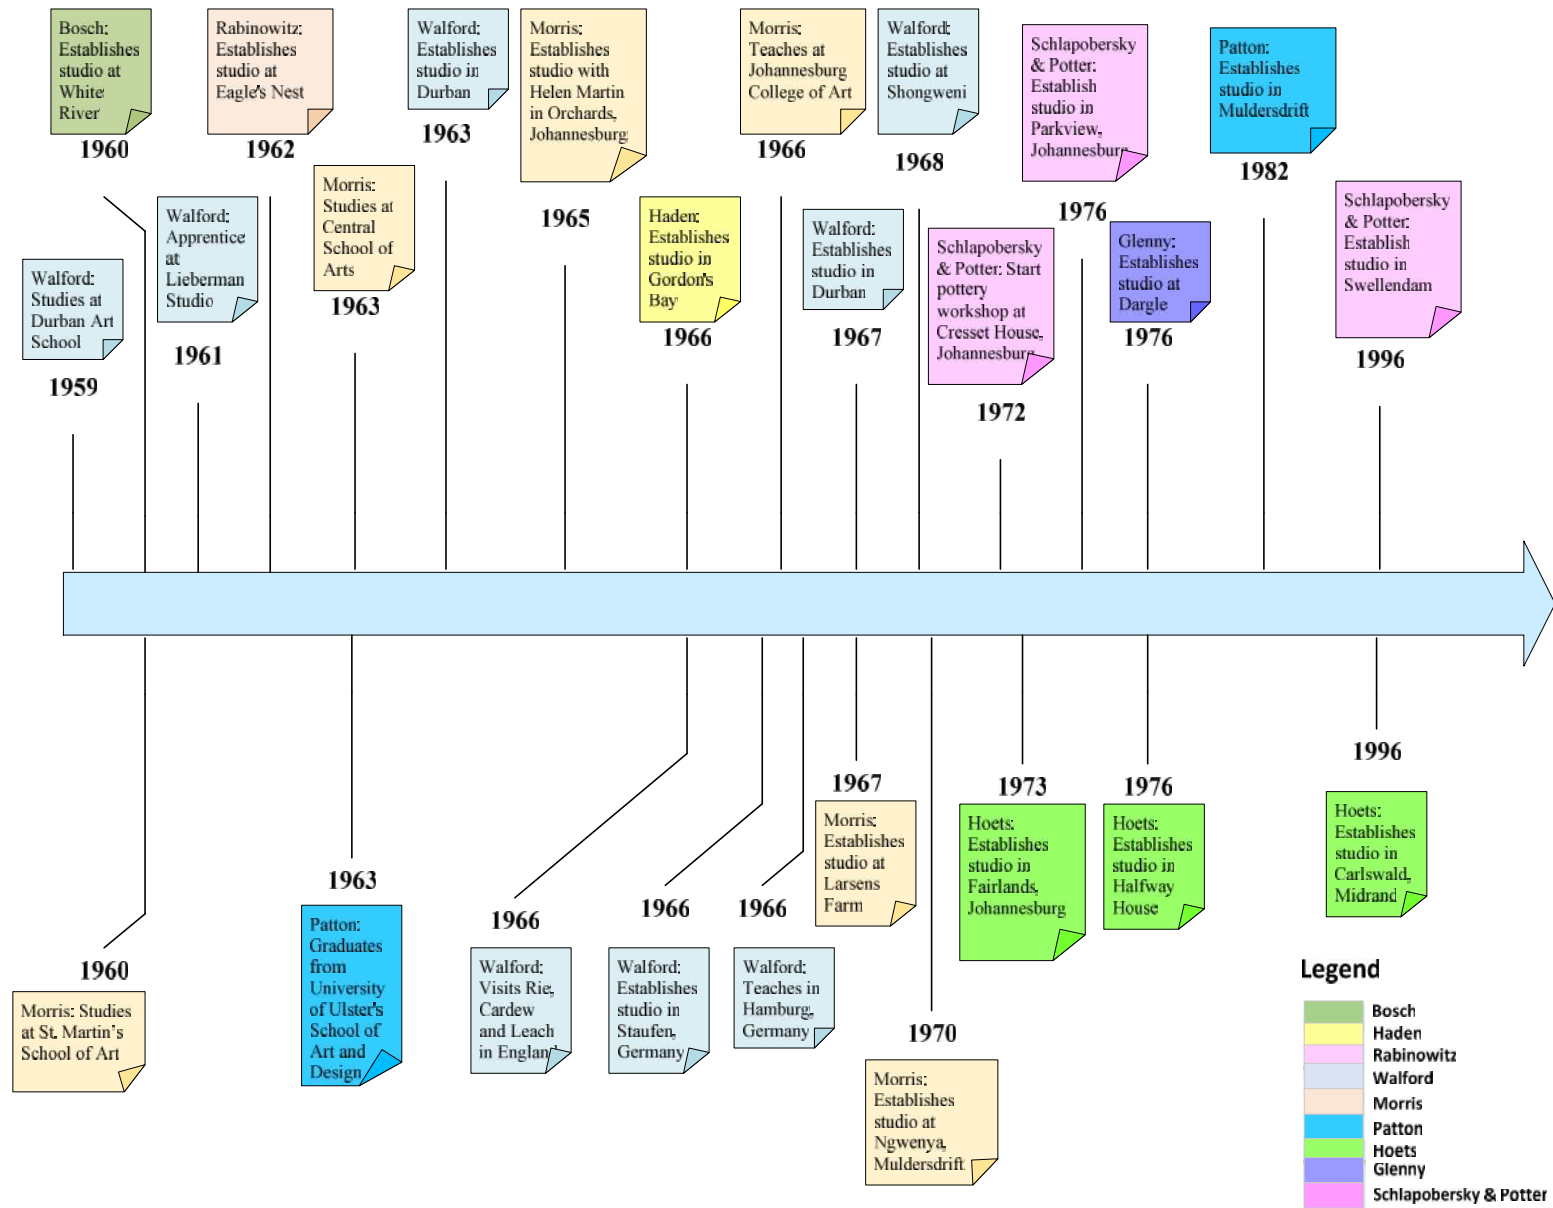 Bosch:
Establishes
studio at
White
River
1960
Rabinowitz:
Establishes
studio at
Eagle's Nest
1962
Walford:
Establishes
studio in
Durban
1963
Morris:
Establishes
studio with
Helen Martin
in Orchards,
Johannesburg
1965
Morris:
Teaches at
Johannesburg
College of Art
1966
Walford:
Establishes
studio at
Shongweni
1968
Schlapobersky
& Potter:
Establish
studio in
Parkview,
Johannesburg
1976
Patton:
Establishes
studio in
Muldersdrift
1982
Walford:
Studies at
Durban Art
School
1959
Walford:
Apprentice
at
Lieberman
Studio
1961
Morris:
Studies at
Central
School of
Arts
1963
Haden:
Establishes
studio in
Gordon's
Bay
1966
Walford:
Establishes
studio in
Durban
1967
Schlapobersky
& Potter: Start
pottery
workshop at
Cresset House,
Johannesburg
1972
Glenny:
Establishes
studio at
Dargle
1976
Schlapobersky
& Potter:
Establish
studio in
Swellendam
1996
1960
Morris: Studies
at St. Martin's
School of Art
1963
Patton:
Graduates
from
University
of Ulster's
School of
Art and
Design
1966
Walford:
Visits Rie,
Cardew
and Leach
in England
1966
Walford:
Establishes
studio in
Staufen,
Germany
1966
Walford:
Teaches in
Hamburg,
Germany
1967
Morris:
Establishes
studio at
Larsens
Farm
1970
Morris:
Establishes
studio at
Ngwenya,
Muldersdrift
1973
Hoets:
Establishes
studio in
Fairlands,
Johannesburg
1976
Hoets:
Establishes
studio in
Halfway
House
1996
Hoets:
Establishes
studio in
Carlswald,
Midrand
Legend
Bosch
Haden
Rabinowitz
Walford
Morris
Patton
Hoets
Glenny
Schlapobersky & Potter